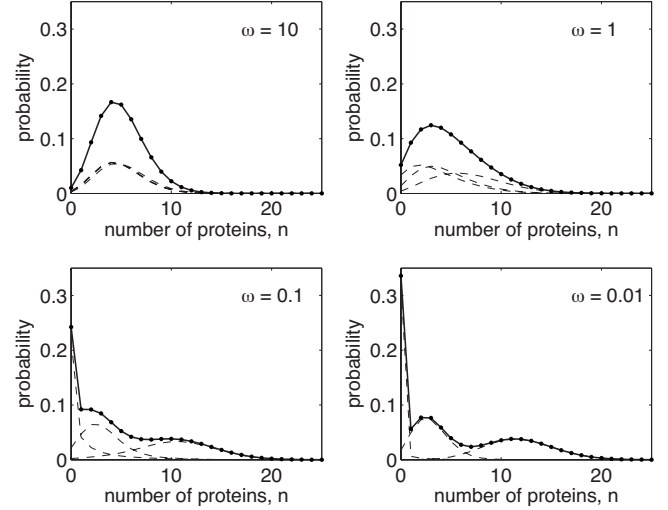 0.3
0.2
0.1
0
probability
ω = 10
0
10
20
number of proteins, n
0.3
0.2
0.1
0
probability
ω = 1
0
10
20
number of proteins, n
0.3
0.2
0.1
0
probability
ω = 0.1
0
10
20
number of proteins, n
0.3
0.2
0.1
0
probability
ω = 0.01
0
10
20
number of proteins, n